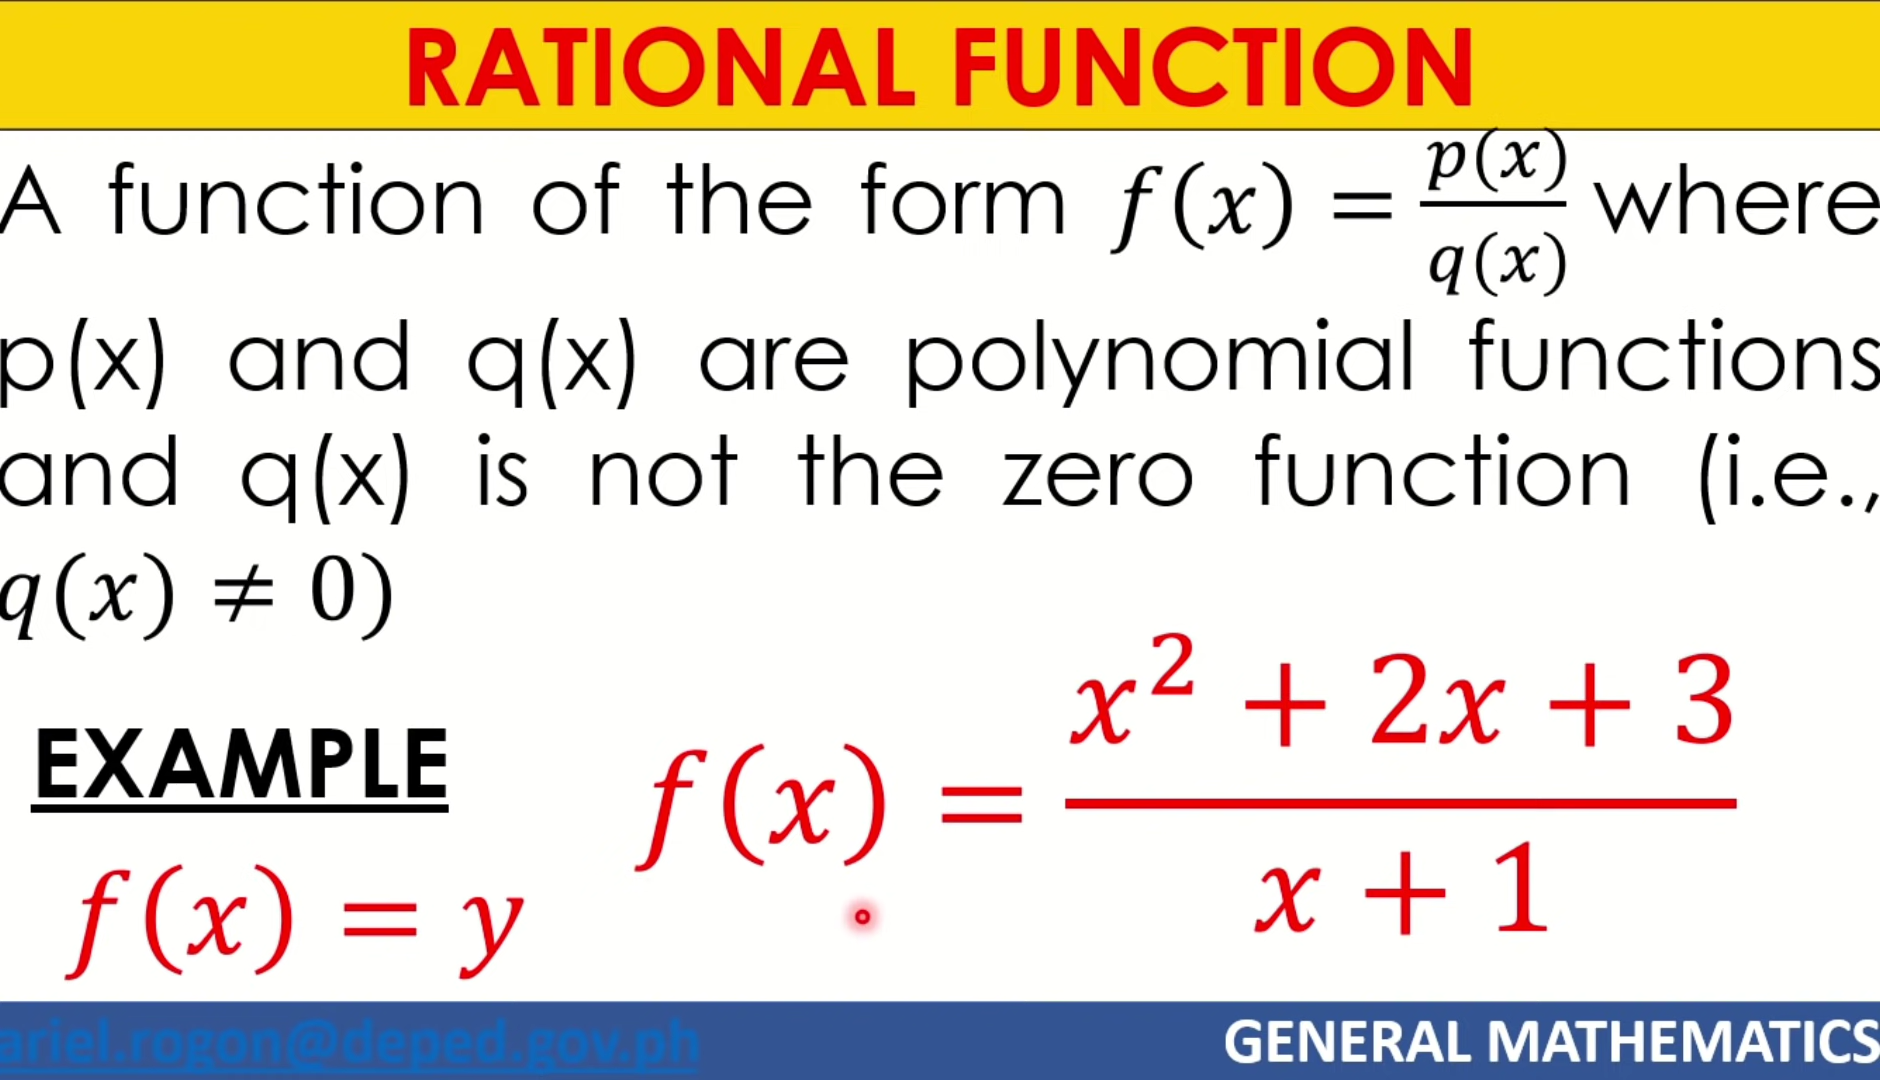 RATIONAL FUNCTION
A function of the form f(x) = p(x)/q(x) where
p(x) and q(x) are polynomial functions
and q(x) is not the zero function (i.e.,
q(x) ≠ 0)
EXAMPLE
f(x) = (x² + 2x + 3)/(x + 1)
f(x) = y
ariel.rogon@deped.gov.ph
GENERAL MATHEMATICS